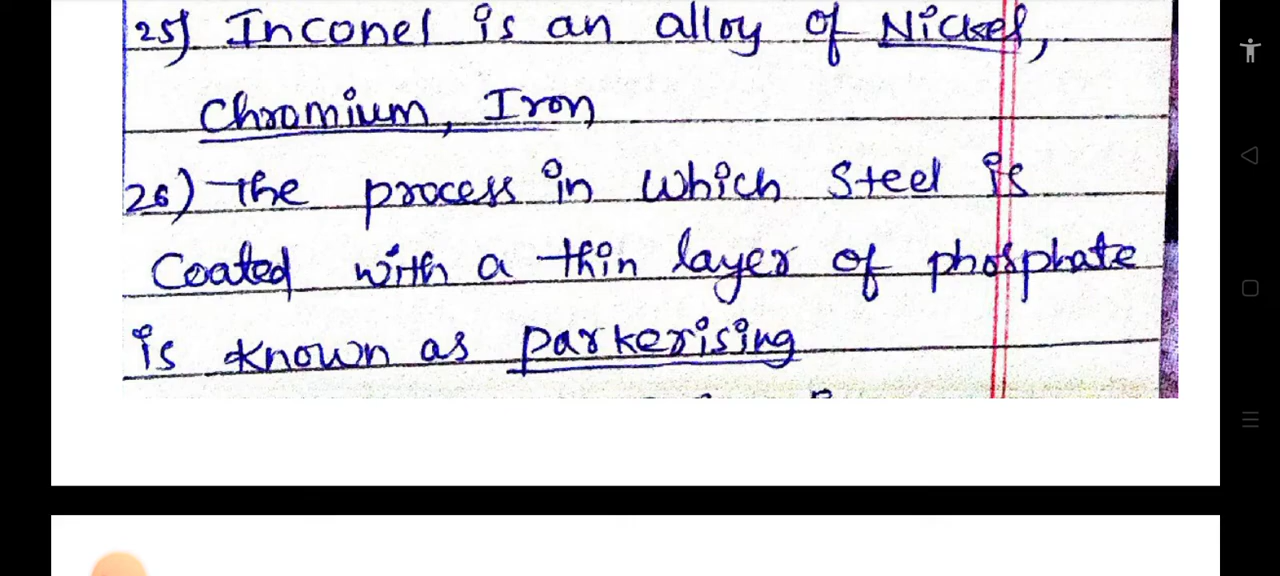 25) Inconel is an alloy of Nickel,
Chromium, Iron
26) The process in which Steel is
Coated with a thin layer of phosphate
is known as parkerising